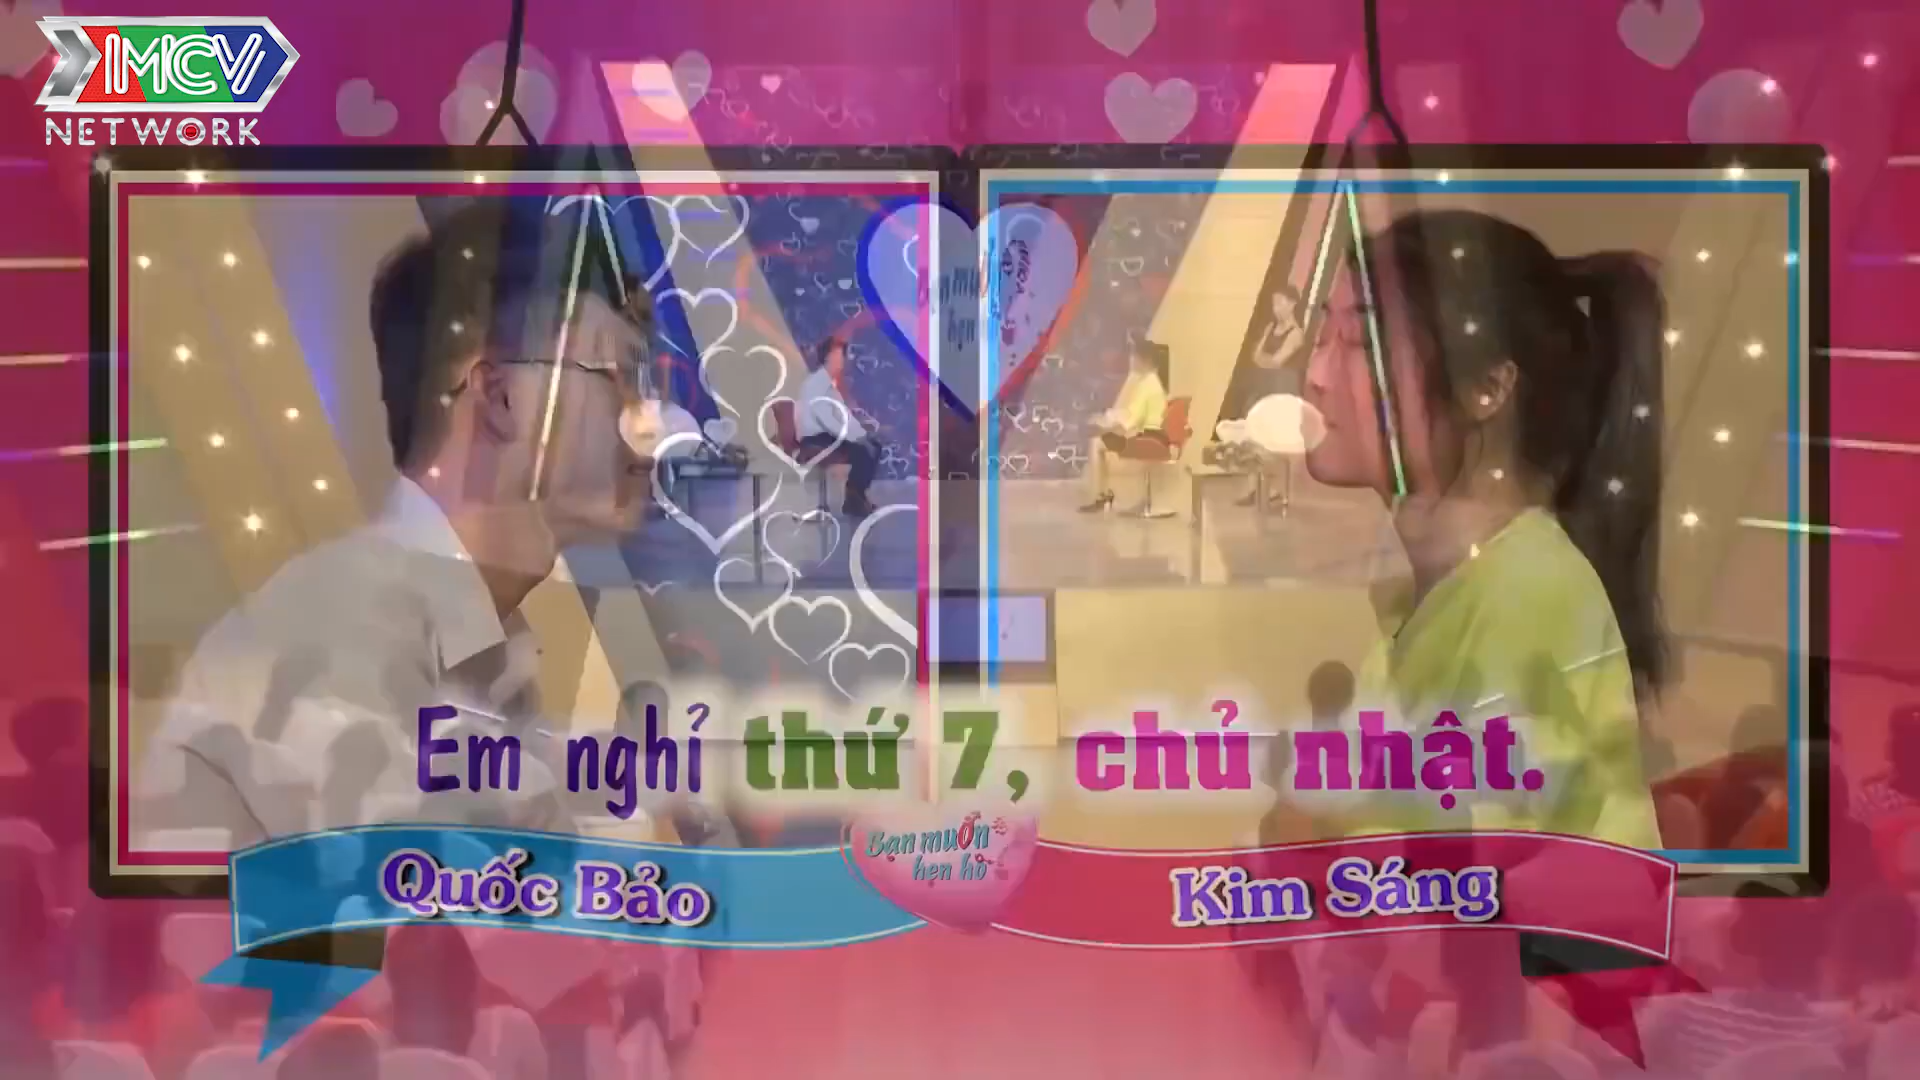 MCV
NETWORK
Em nghỉ thứ 7, chủ nhật.
Bạn muốn
hẹn hò
Quốc Bảo
Kim Sáng